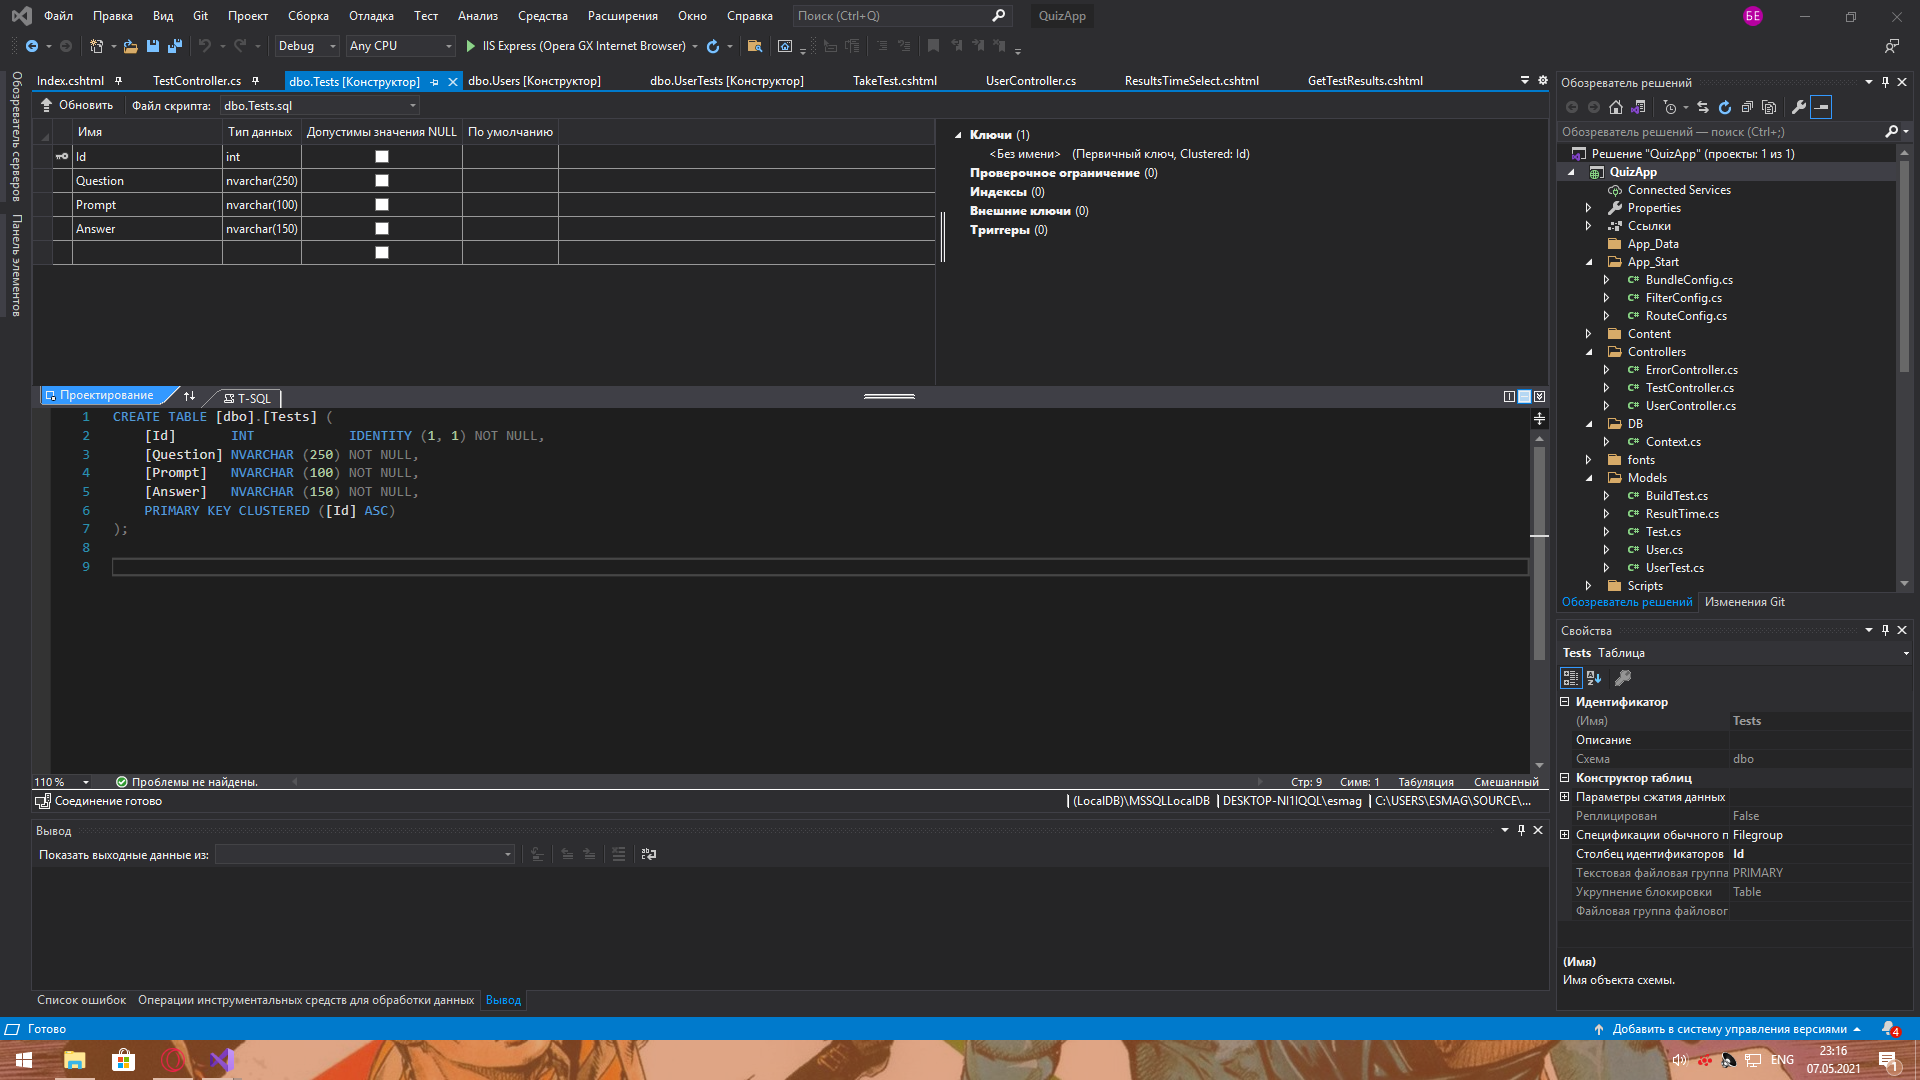 Файл Правка Вид Git Проект Сборка Отладка Тест Анализ Средства Расширения Окно Справка Поиск (Ctrl+Q) QuizApp БЕ
Debug Any CPU IIS Express (Opera GX Internet Browser)
Index.cshtml TestController.cs dbo.Tests [Конструктор] dbo.Users [Конструктор] dbo.UserTests [Конструктор] TakeTest.cshtml UserController.cs ResultsTimeSelect.cshtml GetTestResults.cshtml
Обозреватель серверов
Панель элементов
Обновить Файл скрипта: dbo.Tests.sql
Имя Тип данных Допустимы значения NULL По умолчанию
Id int
Question nvarchar(250)
Prompt nvarchar(100)
Answer nvarchar(150)
Ключи (1)
<Без имени> (Первичный ключ, Clustered: Id)
Проверочное ограничение (0)
Индексы (0)
Внешние ключи (0)
Триггеры (0)
Проектирование T-SQL
1 CREATE TABLE [dbo].[Tests] (
2 [Id] INT IDENTITY (1, 1) NOT NULL,
3 [Question] NVARCHAR (250) NOT NULL,
4 [Prompt] NVARCHAR (100) NOT NULL,
5 [Answer] NVARCHAR (150) NOT NULL,
6 PRIMARY KEY CLUSTERED ([Id] ASC)
7 );
8
9
110 % Проблемы не найдены. Стр: 9 Симв: 1 Табуляция Смешанный
Соединение готово (LocalDB)\MSSQLLocalDB DESKTOP-NI1IQQL\esmag C:\USERS\ESMAG\SOURCE\...
Вывод
Показать выходные данные из:
Список ошибок Операции инструментальных средств для обработки данных Вывод
Обозреватель решений
Обозреватель решений — поиск (Ctrl+;)
Решение "QuizApp" (проекты: 1 из 1)
QuizApp
Connected Services
Properties
Ссылки
App_Data
App_Start
C# BundleConfig.cs
C# FilterConfig.cs
C# RouteConfig.cs
Content
Controllers
C# ErrorController.cs
C# TestController.cs
C# UserController.cs
DB
C# Context.cs
fonts
Models
C# BuildTest.cs
C# ResultTime.cs
C# Test.cs
C# User.cs
C# UserTest.cs
Scripts
Обозреватель решений Изменения Git
Свойства
Tests Таблица
Идентификатор
(Имя) Tests
Описание
Схема dbo
Конструктор таблиц
Параметры сжатия данных
Реплицирован False
Спецификации обычного п Filegroup
Столбец идентификаторов Id
Текстовая файловая группа PRIMARY
Укрупнение блокировки Table
Файловая группа файловог
(Имя)
Имя объекта схемы.
Готово Добавить в систему управления версиями 4
ENG 23:16
07.05.2021 1